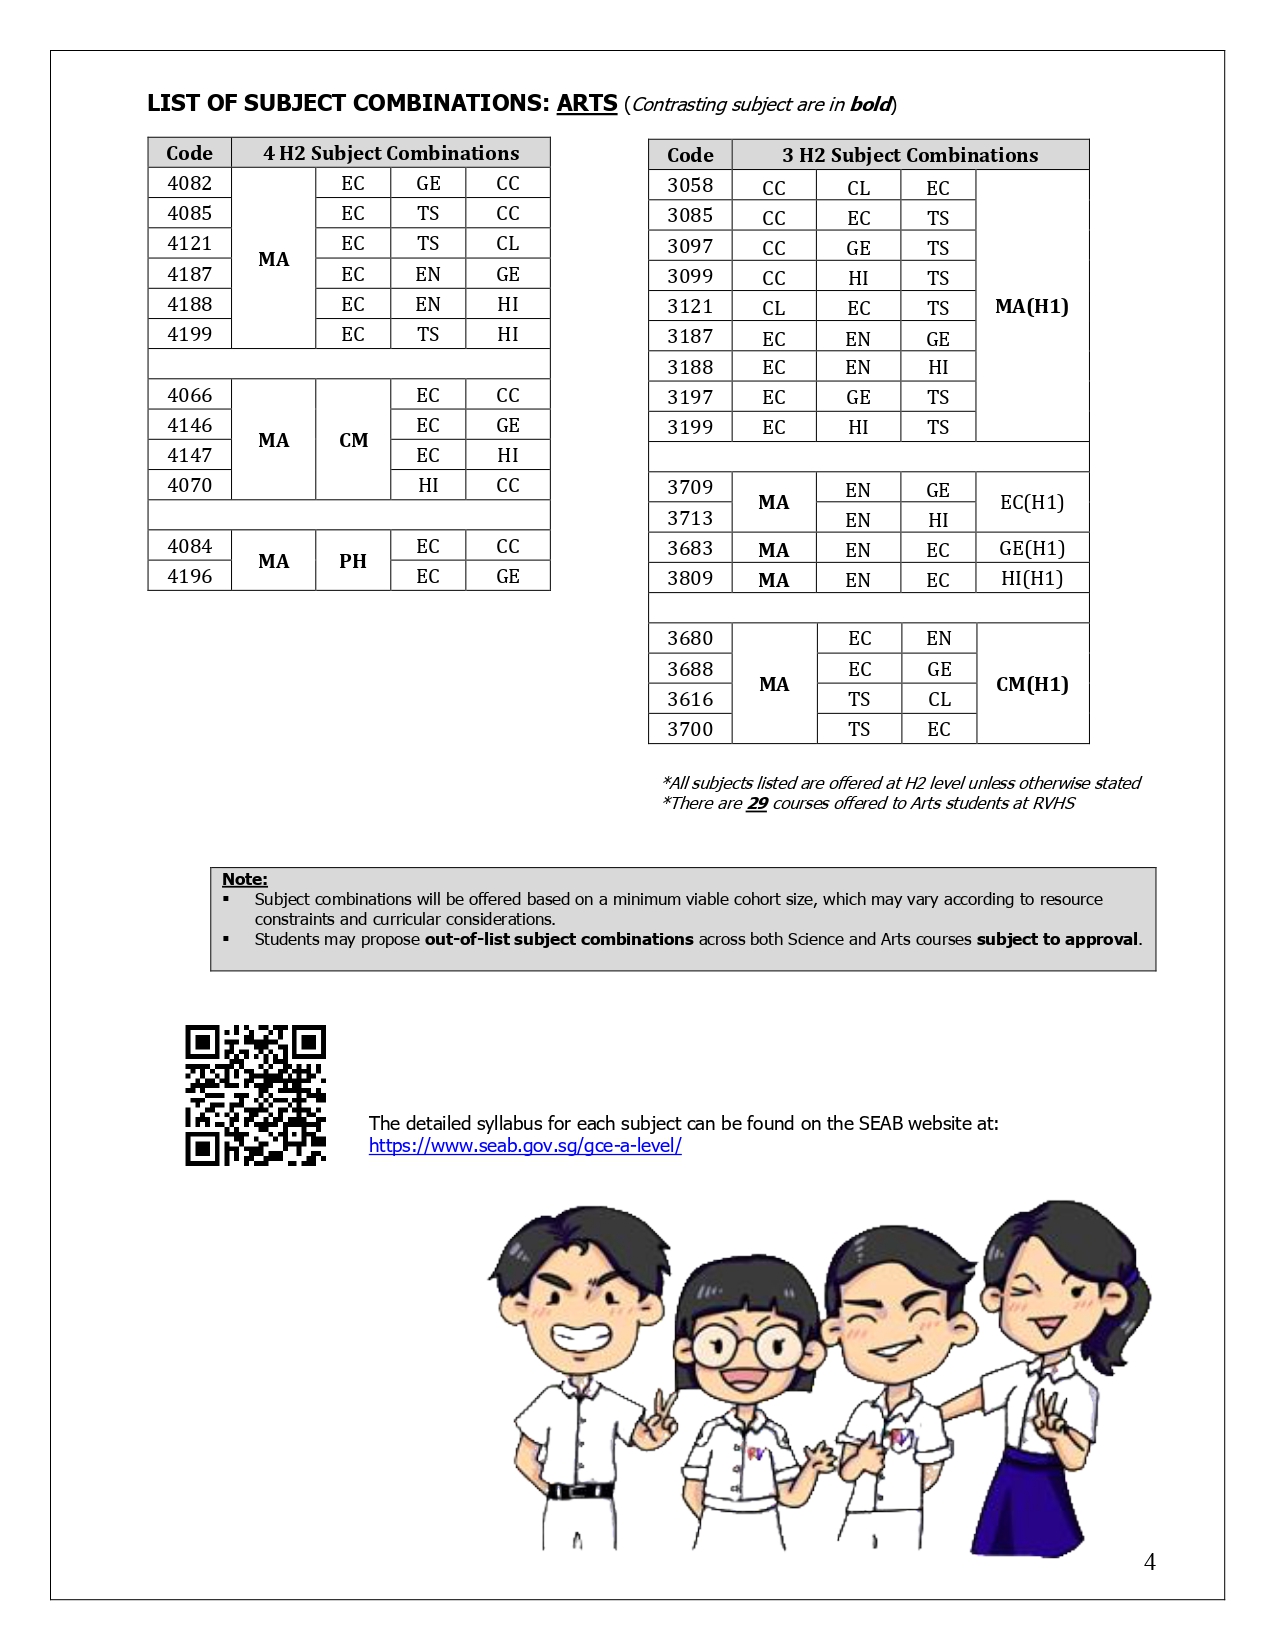 LIST OF SUBJECT COMBINATIONS: ARTS (Contrasting subject are in bold)
Code 4 H2 Subject Combinations
4082 MA EC GE CC
4085 EC TS CC
4121 EC TS CL
4187 EC EN GE
4188 EC EN HI
4199 EC TS HI
4066 MA CM EC CC
4146 EC GE
4147 EC HI
4070 HI CC
4084 MA PH EC CC
4196 EC GE
Code 3 H2 Subject Combinations
3058 CC CL EC MA(H1)
3085 CC EC TS
3097 CC GE TS
3099 CC HI TS
3121 CL EC TS
3187 EC EN GE
3188 EC EN HI
3197 EC GE TS
3199 EC HI TS
3709 MA EN GE EC(H1)
3713 EN HI
3683 MA EN EC GE(H1)
3809 MA EN EC HI(H1)
3680 MA EC EN CM(H1)
3688 EC GE
3616 TS CL
3700 TS EC
*All subjects listed are offered at H2 level unless otherwise stated
*There are 29 courses offered to Arts students at RVHS
Note:
▪ Subject combinations will be offered based on a minimum viable cohort size, which may vary according to resource
constraints and curricular considerations.
▪ Students may propose out-of-list subject combinations across both Science and Arts courses subject to approval.
The detailed syllabus for each subject can be found on the SEAB website at:
https://www.seab.gov.sg/gce-a-level/
RV
RV
4